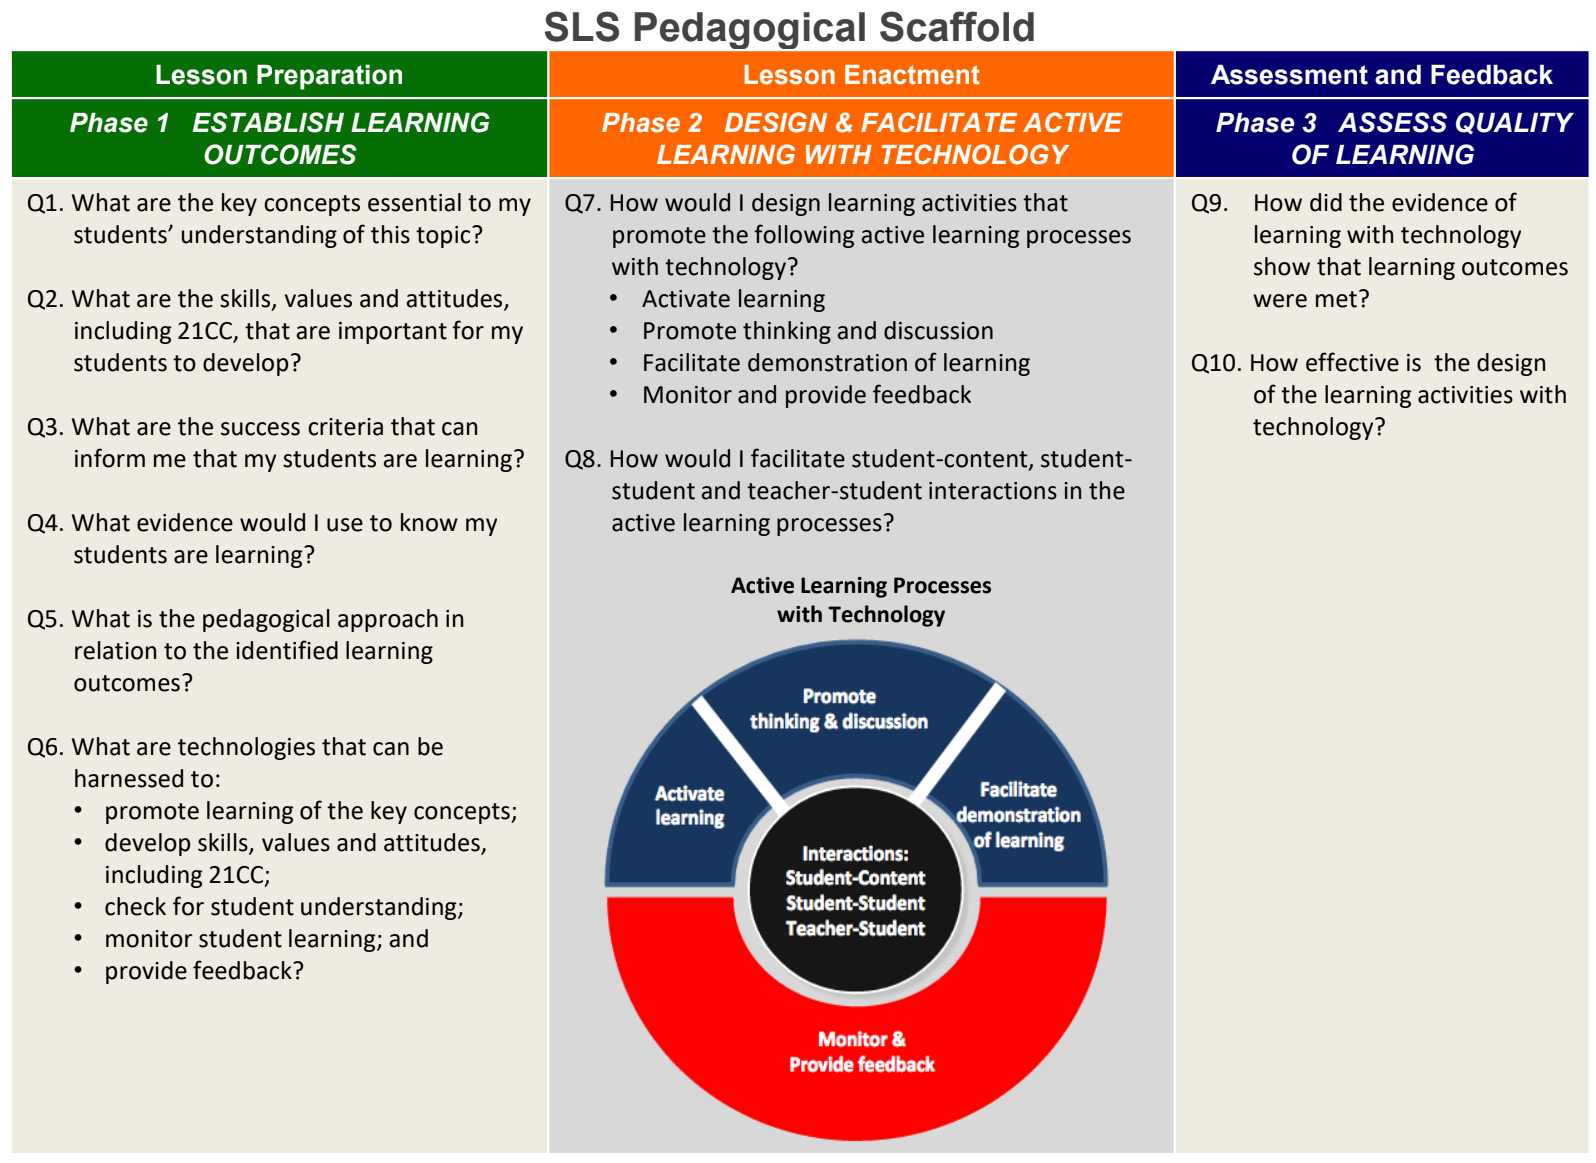 SLS Pedagogical Scaffold
Lesson Preparation
Phase 1 ESTABLISH LEARNING
OUTCOMES
Q1. What are the key concepts essential to my
students’ understanding of this topic?
Q2. What are the skills, values and attitudes,
including 21CC, that are important for my
students to develop?
Q3. What are the success criteria that can
inform me that my students are learning?
Q4. What evidence would I use to know my
students are learning?
Q5. What is the pedagogical approach in
relation to the identified learning
outcomes?
Q6. What are technologies that can be
harnessed to:
• promote learning of the key concepts;
• develop skills, values and attitudes,
including 21CC;
• check for student understanding;
• monitor student learning; and
• provide feedback?
Lesson Enactment
Phase 2 DESIGN & FACILITATE ACTIVE
LEARNING WITH TECHNOLOGY
Q7. How would I design learning activities that
promote the following active learning processes
with technology?
• Activate learning
• Promote thinking and discussion
• Facilitate demonstration of learning
• Monitor and provide feedback
Q8. How would I facilitate student-content, student-
student and teacher-student interactions in the
active learning processes?
Active Learning Processes
with Technology
Promote
thinking & discussion
Activate
learning
Facilitate
demonstration
of learning
Interactions:
Student-Content
Student-Student
Teacher-Student
Monitor &
Provide feedback
Assessment and Feedback
Phase 3 ASSESS QUALITY
OF LEARNING
Q9. How did the evidence of
learning with technology
show that learning outcomes
were met?
Q10. How effective is the design
of the learning activities with
technology?